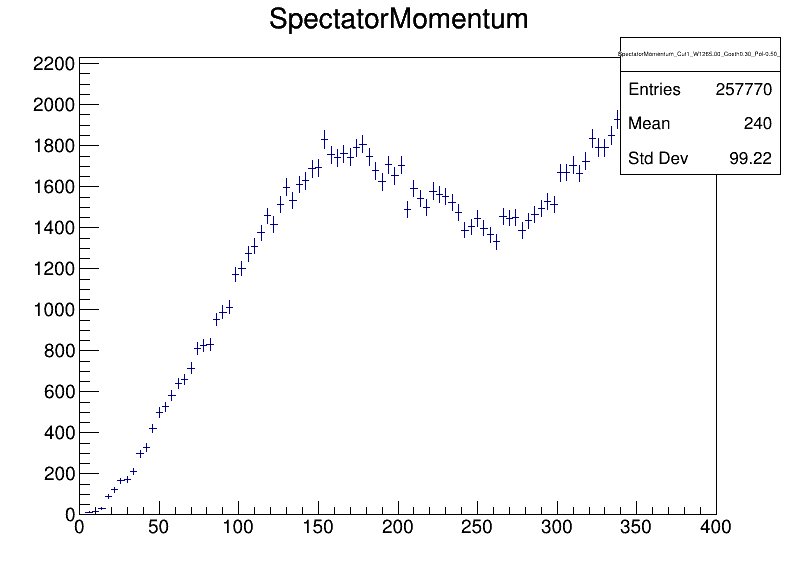 SpectatorMomentum
SpectatorMomentum_Cut1_W1265.00_Costh0.30_Pol-0.50_
Entries 257770
Mean 240
Std Dev 99.22
2200
2000
1800
1600
1400
1200
1000
800
600
400
200
0
0 50 100 150 200 250 300 350 400